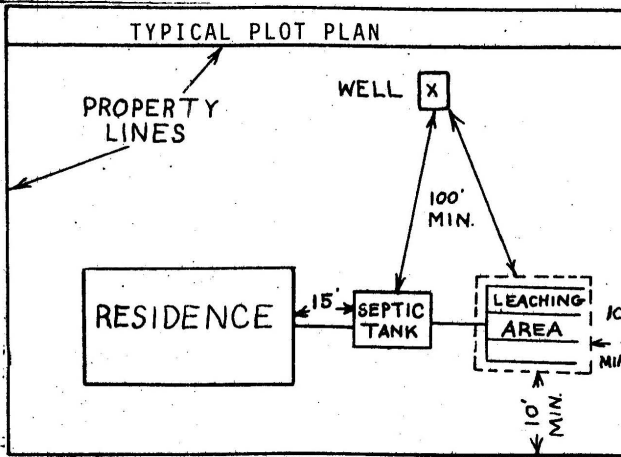 TYPICAL PLOT PLAN
WELL X
PROPERTY
LINES
100'
MIN.
RESIDENCE
15'
SEPTIC
TANK
LEACHING
AREA
10'
MIN.